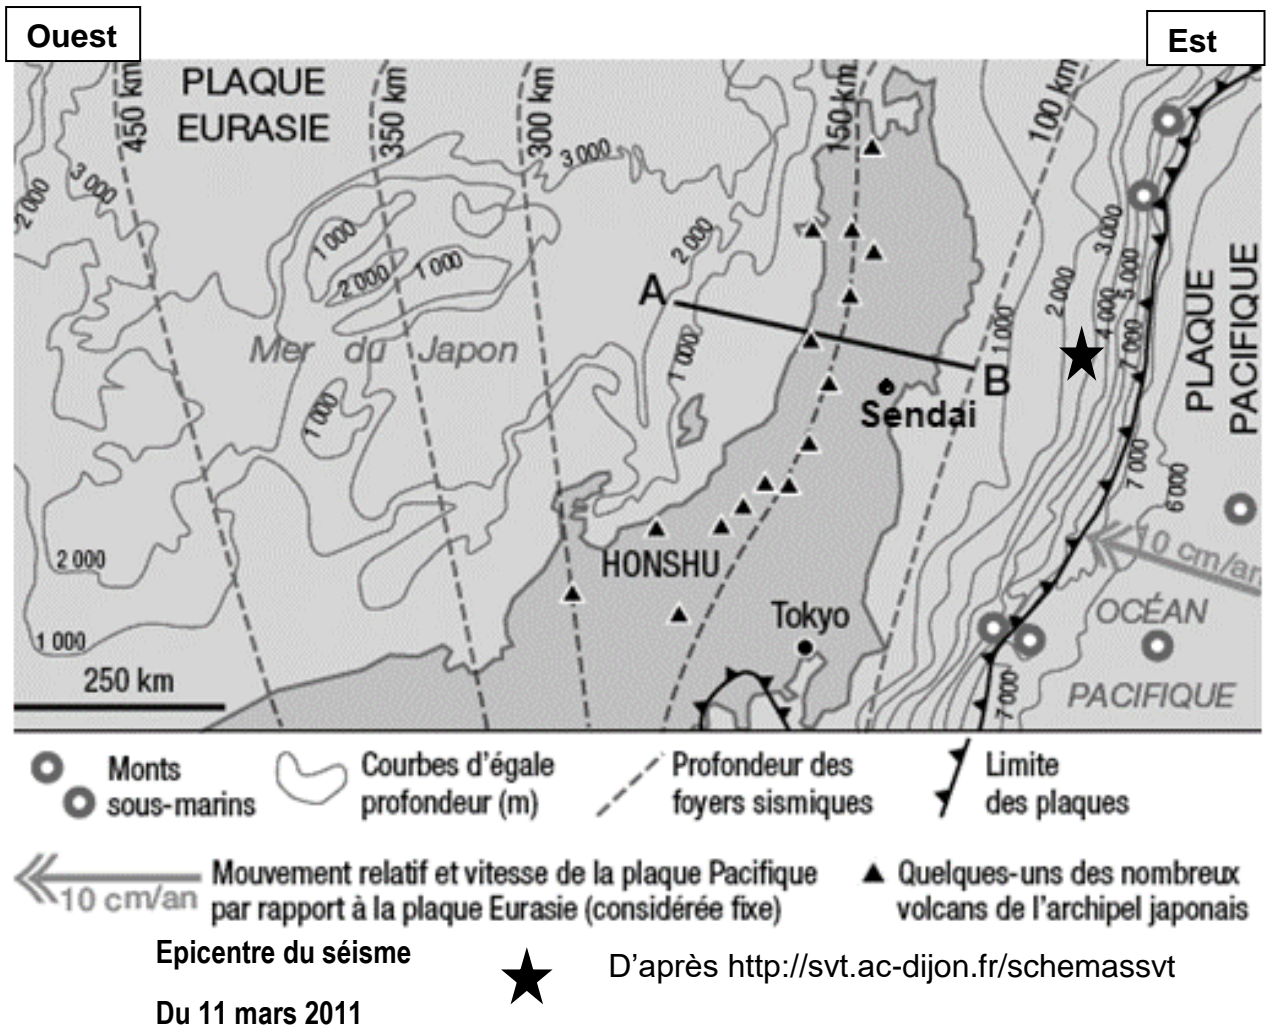 Ouest
Est
PLAQUE
EURASIE
450 km
350 km
300 km
150 km
100 km
3 000
2 000
3 000
1 000
2 000
1 000
2 000
3 000
2 000
5 000
4 000
A
Mer du Japon
1 000
1 000
7 000
PLAQUE
PACIFIQUE
B
Sendai
1 000
7 000
6 000
2 000
HONSHU
10 cm/an
Tokyo
OCÉAN
PACIFIQUE
1 000
7 000
250 km
Monts
sous-marins
Courbes d'égale
profondeur (m)
Profondeur des
foyers sismiques
Limite
des plaques
10 cm/an
Mouvement relatif et vitesse de la plaque Pacifique
par rapport à la plaque Eurasie (considérée fixe)
Quelques-uns des nombreux
volcans de l'archipel japonais
Epicentre du séisme
Du 11 mars 2011
D'après http://svt.ac-dijon.fr/schemassvt